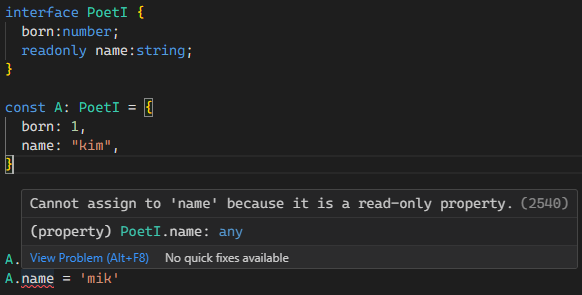 interface PoetI {
born:number;
readonly name:string;
}
const A: PoetI = {
born: 1,
name: "kim",
}
Cannot assign to 'name' because it is a read-only property. (2540)
(property) PoetI.name: any
View Problem (Alt+F8) No quick fixes available
A.
A.name = 'mik'